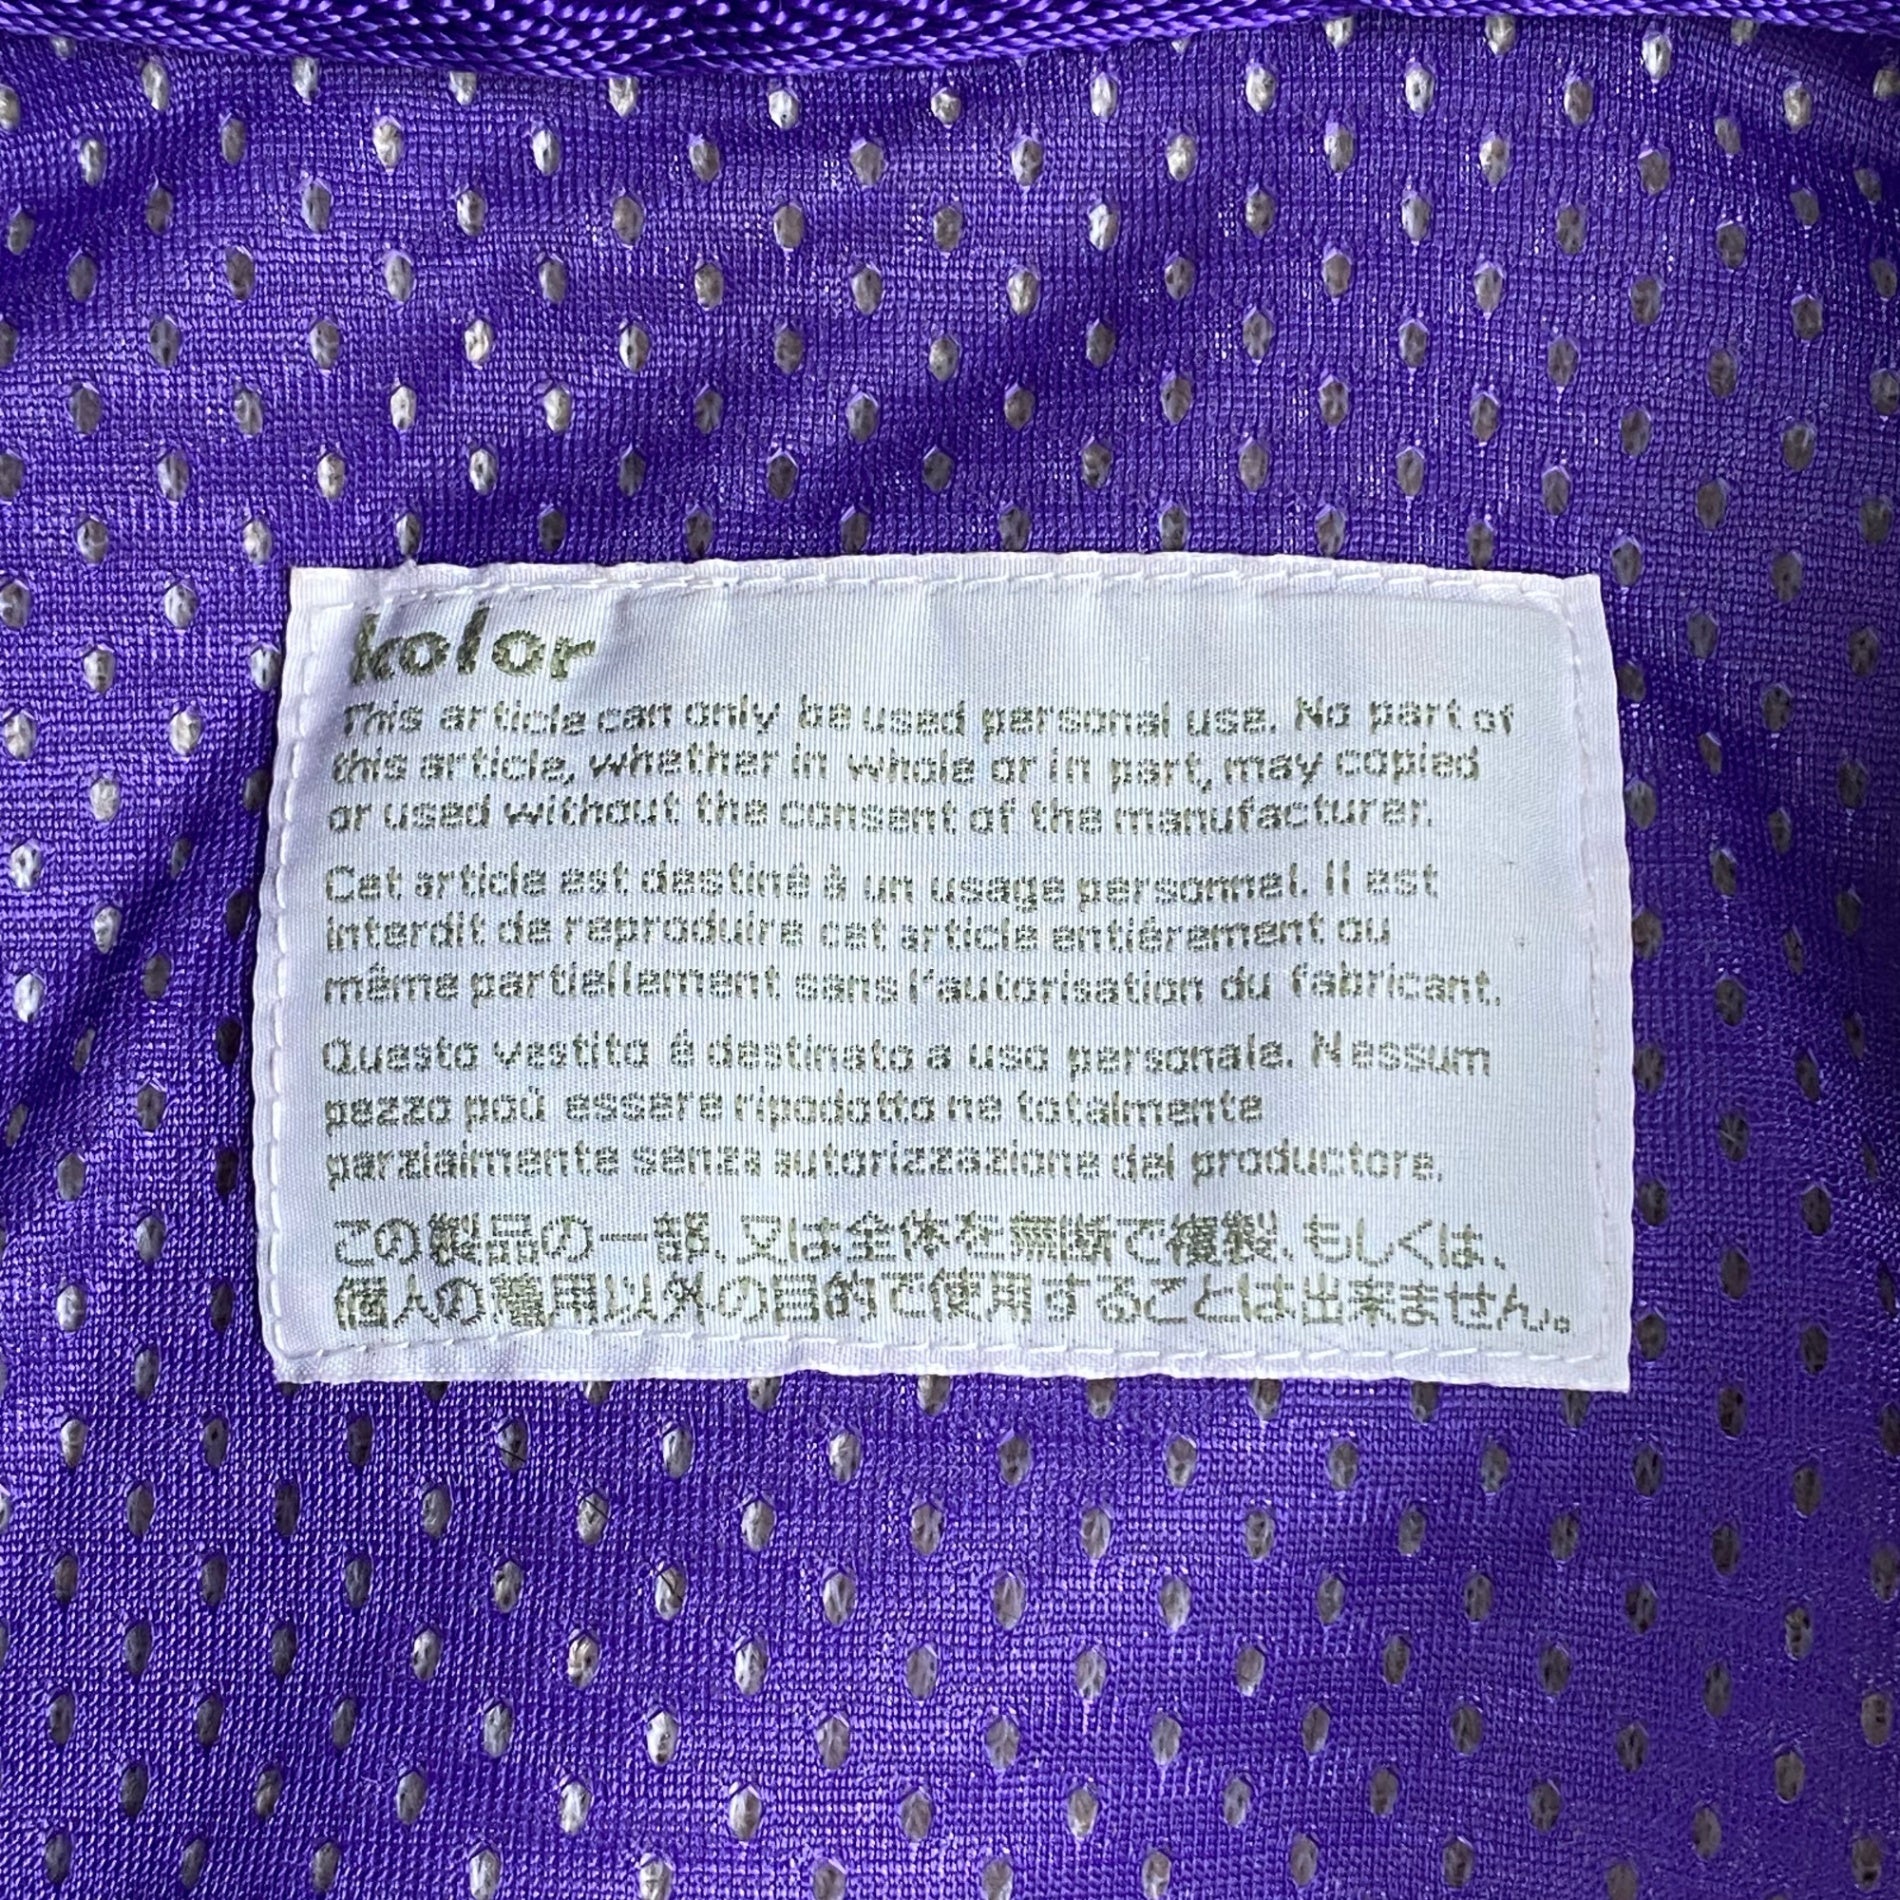 kolor
This article can only be used personal use. No part of
this article, whether in whole or in part, may copied
or used without the consent of the manufacturer.
Cet article est destiné à un usage personnel. Il est
interdit de reproduire cet article entiérement ou
même partiellement sans l'autorisation du fabricant.
Questo vestito é destinato a uso personale. Nessum
pezzo poù essere ripodotto ne totalmente
parzialmente senza autorizzazione del productore.
この製品の一部、又は全体を無断で複製、もしくは、
個人の着用以外の目的で使用することは出来ません。